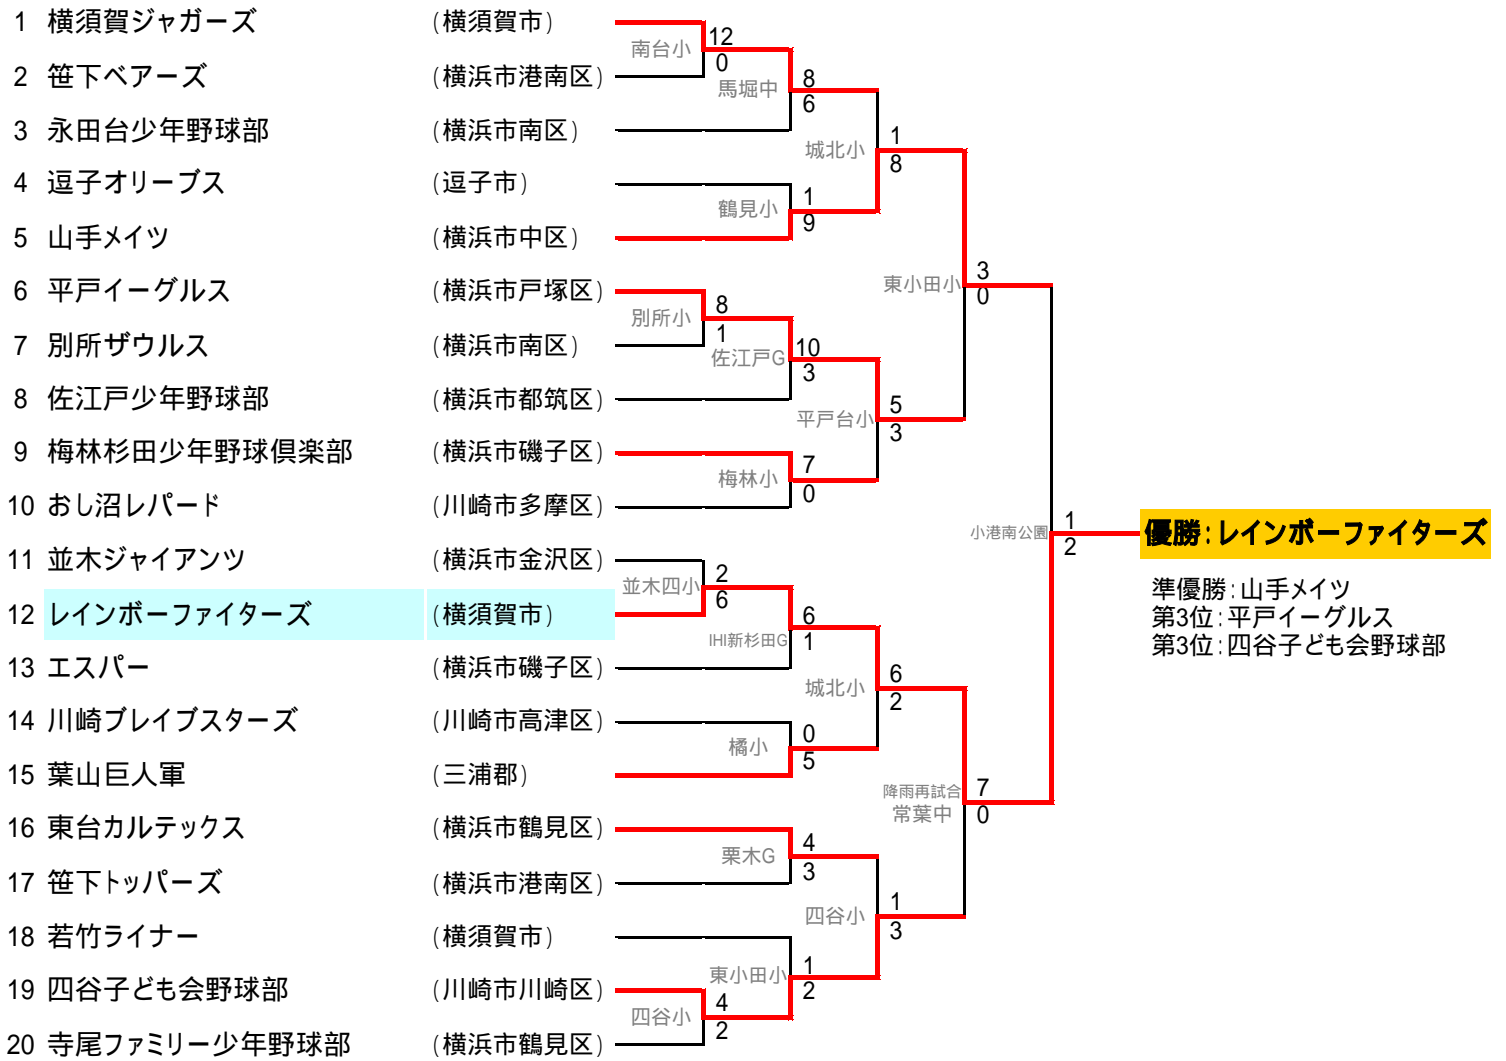 1 横須賀ジャガーズ (横須賀市)
南台小 12
0
2 笹下ベアーズ (横浜市港南区)
馬堀中 8
6
3 永田台少年野球部 (横浜市南区)
城北小 1
8
4 逗子オリーブス (逗子市)
鶴見小 1
9
5 山手メイツ (横浜市中区)
東小田小 3
0
6 平戸イーグルス (横浜市戸塚区)
別所小 8
1
7 別所ザウルス (横浜市南区)
佐江戸G 10
3
8 佐江戸少年野球部 (横浜市都筑区)
平戸台小 5
3
9 梅林杉田少年野球倶楽部 (横浜市磯子区)
梅林小 7
0
10 おし沼レパード (川崎市多摩区)
小港南公園 1
2
優勝:レインボーファイターズ
準優勝:山手メイツ
第3位:平戸イーグルス
第3位:四谷子ども会野球部
11 並木ジャイアンツ (横浜市金沢区)
並木四小 2
6
12 レインボーファイターズ (横須賀市)
IHI新杉田G 6
1
13 エスパー (横浜市磯子区)
城北小 6
2
14 川崎ブレイブスターズ (川崎市高津区)
橘小 0
5
15 葉山巨人軍 (三浦郡)
降雨再試合 7
常葉中 0
16 東台カルテックス (横浜市鶴見区)
栗木G 4
3
17 笹下トッパーズ (横浜市港南区)
四谷小 1
3
18 若竹ライナー (横須賀市)
東小田小 1
2
19 四谷子ども会野球部 (川崎市川崎区)
四谷小 4
2
20 寺尾ファミリー少年野球部 (横浜市鶴見区)